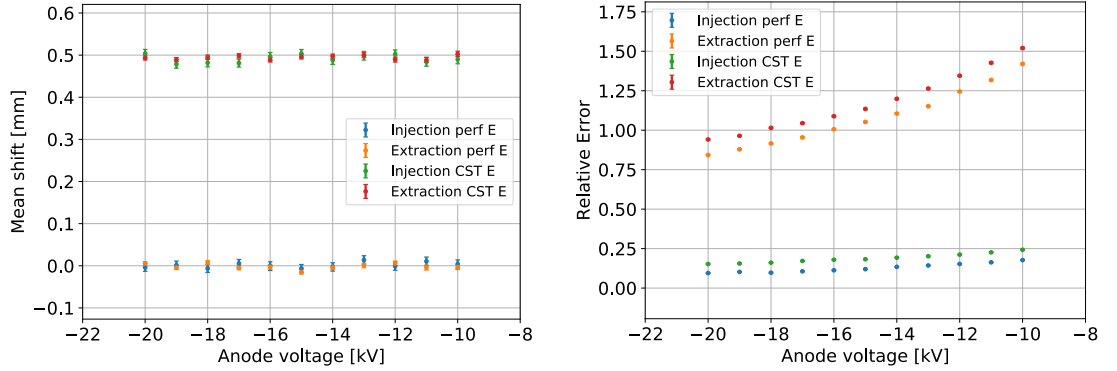 0.6
0.5
0.4
0.3
0.2
0.1
0.0
−0.1
Mean shift [mm]
Injection perf E
Extraction perf E
Injection CST E
Extraction CST E
−22 −20 −18 −16 −14 −12 −10 −8
Anode voltage [kV]
1.75
1.50
1.25
1.00
0.75
0.50
0.25
0.00
Relative Error
Injection perf E
Extraction perf E
Injection CST E
Extraction CST E
−22 −20 −18 −16 −14 −12 −10 −8
Anode voltage [kV]